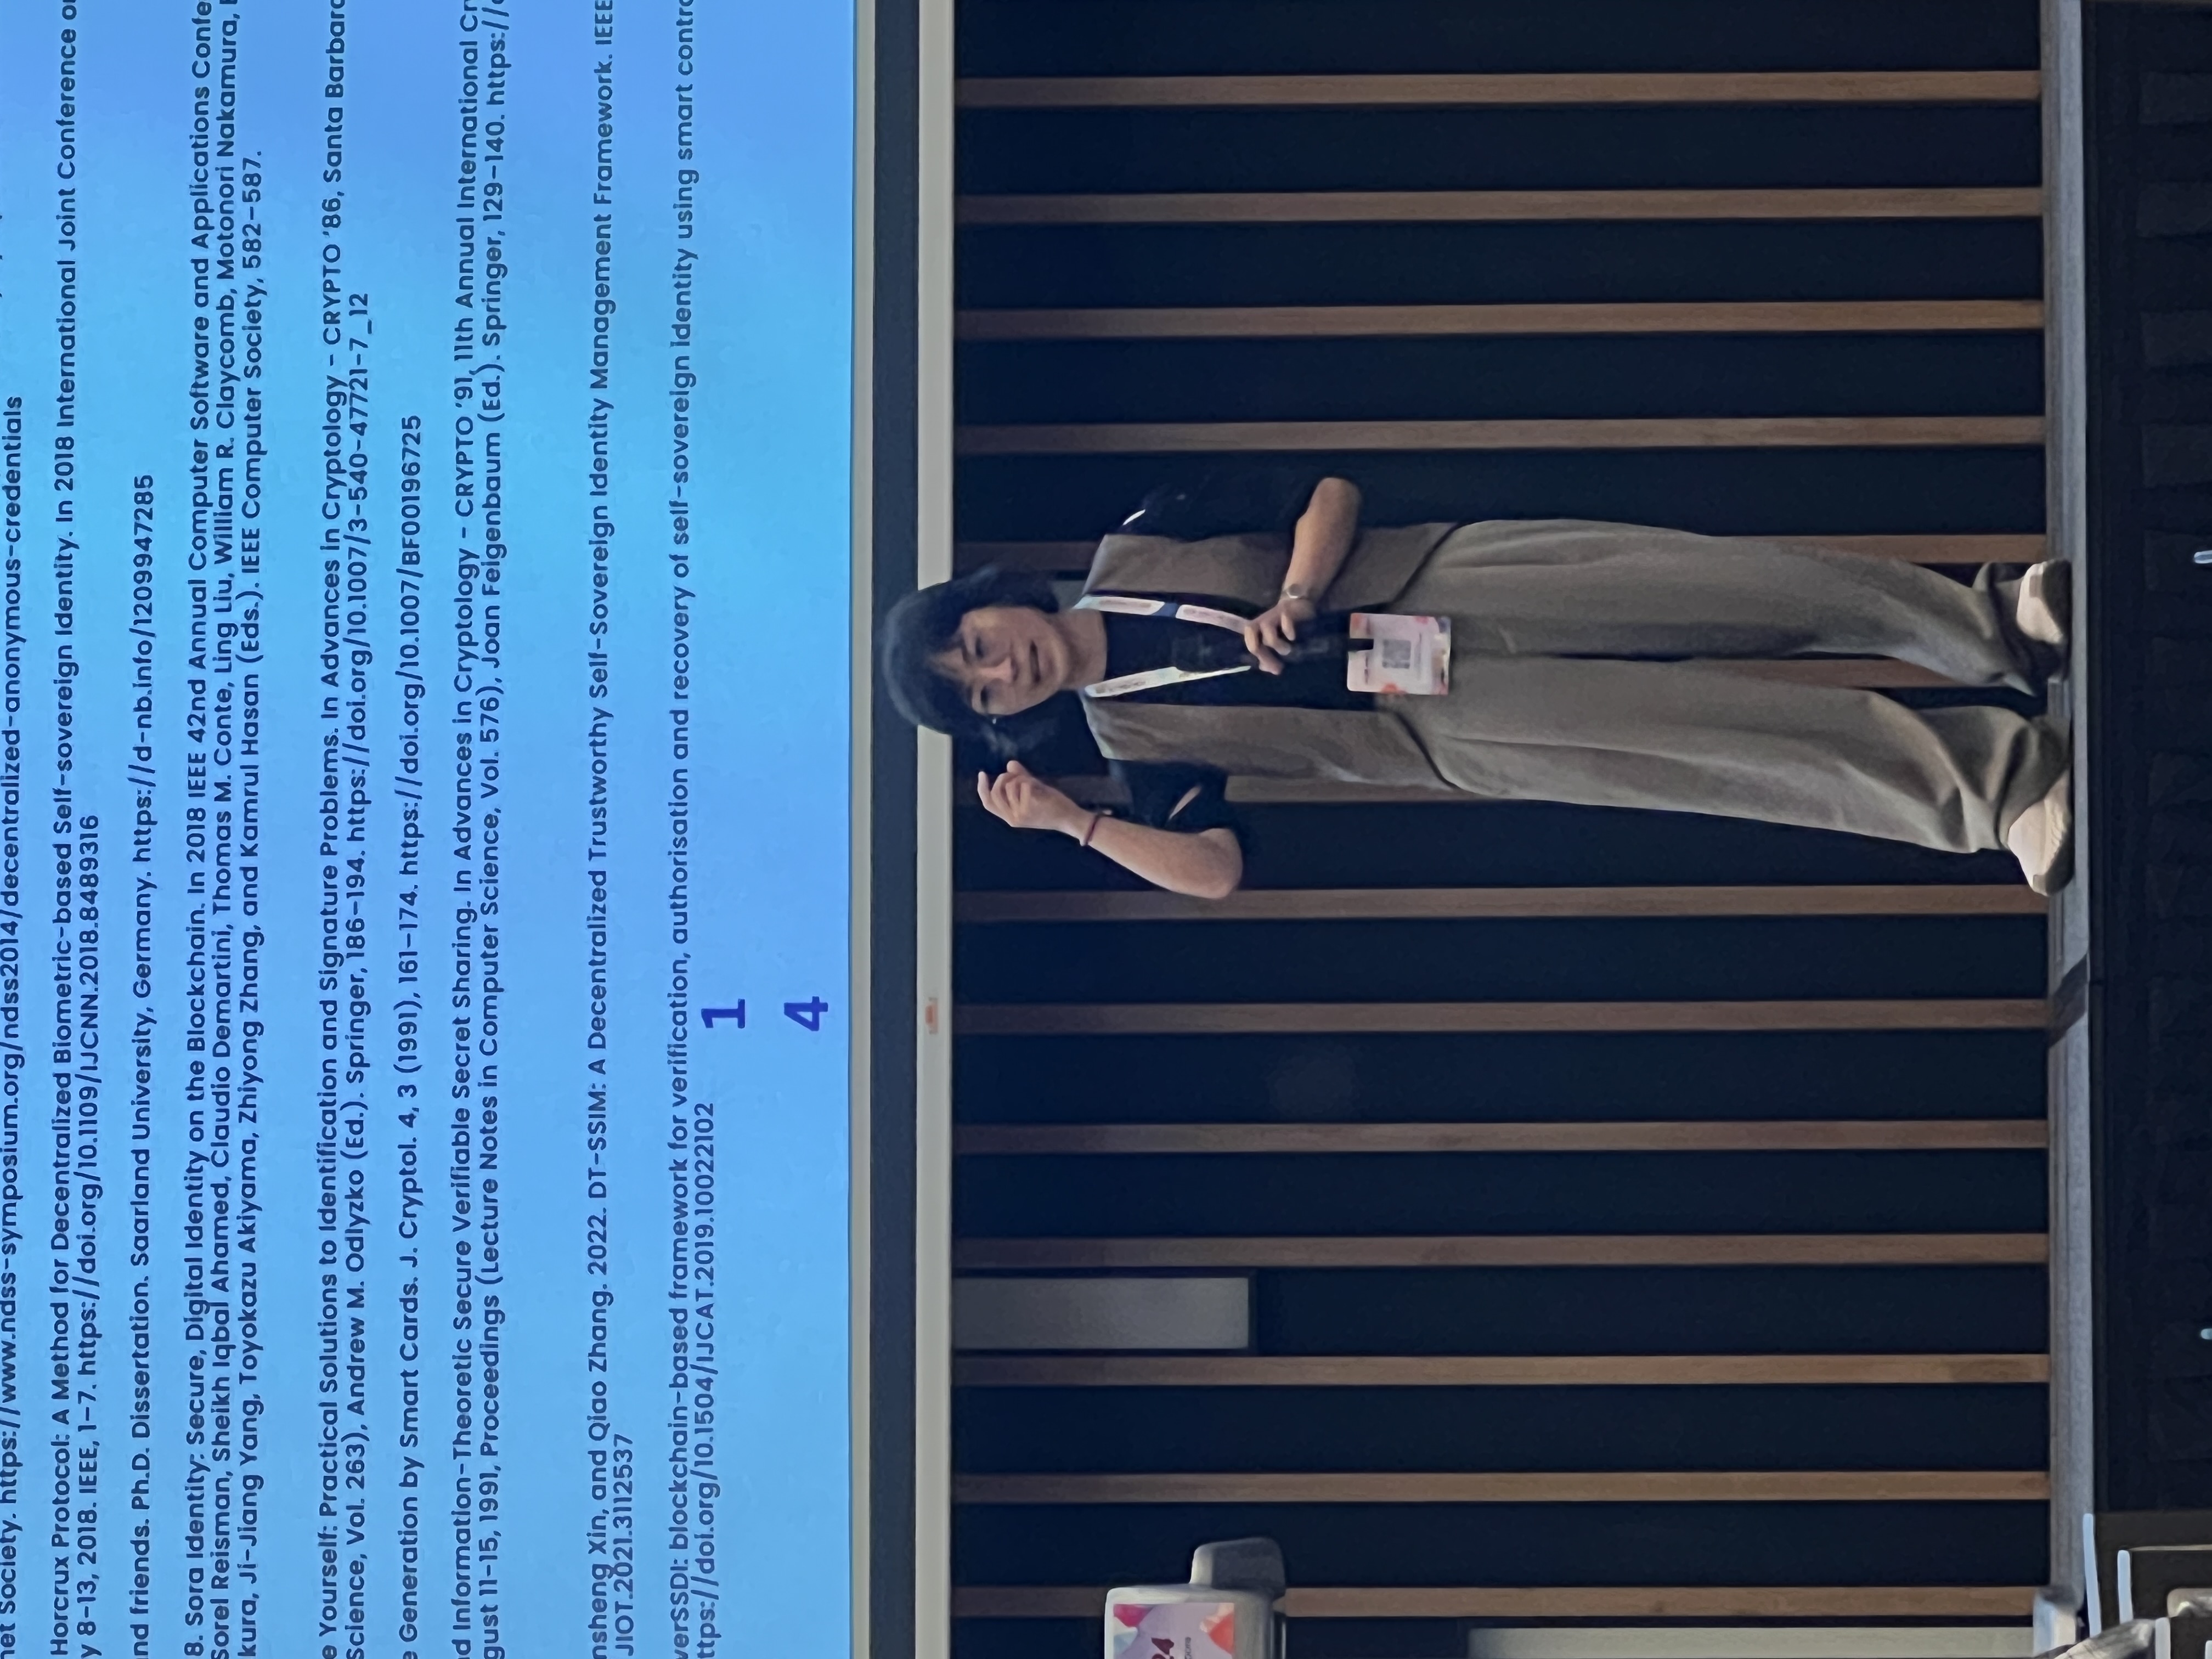 net Society. https://www.ndss-symposium.org/ndss2014/decentralized-anonymous-credentials
Horcrux Protocol: A Method for Decentralized Biometric-based Self-sovereign Identity. In 2018 International Joint Conference on
y 8-13, 2018. IEEE, 1-7. https://doi.org/10.1109/IJCNN.2018.8489316
nd friends. Ph.D. Dissertation. Saarland University, Germany. https://d-nb.info/1209947285
8. Sora Identity: Secure, Digital Identity on the Blockchain. In 2018 IEEE 42nd Annual Computer Software and Applications Confe
Sorel Reisman, Sheikh Iqbal Ahamed, Claudio Demartini, Thomas M. Conte, Ling Liu, William R. Claycomb, Motonori Nakamura,
kura, Ji-Jiang Yang, Toyokazu Akiyama, Zhiyong Zhang, and Kamrul Hasan (Eds.). IEEE Computer Society, 582-587.
e Yourself: Practical Solutions to Identification and Signature Problems. In Advances in Cryptology - CRYPTO '86, Santa Barbara
Science, Vol. 263), Andrew M. Odlyzko (Ed.). Springer, 186-194. https://doi.org/10.1007/3-540-47721-7_12
e Generation by Smart Cards. J. Cryptol. 4, 3 (1991), 161-174. https://doi.org/10.1007/BF00196725
d Information-Theoretic Secure Verifiable Secret Sharing. In Advances in Cryptology - CRYPTO '91, 11th Annual International Cr
gust 11-15, 1991, Proceedings (Lecture Notes in Computer Science, Vol. 576), Joan Feigenbaum (Ed.). Springer, 129-140. https://
nsheng Xin, and Qiao Zhang. 2022. DT-SSIM: A Decentralized Trustworthy Self-Sovereign Identity Management Framework. IEEE
JIOT.2021.3112537
verSSDI: blockchain-based framework for verification, authorisation and recovery of self-sovereign identity using smart contra
ttps://doi.org/10.1504/IJCAT.2019.10022102
1
4
24